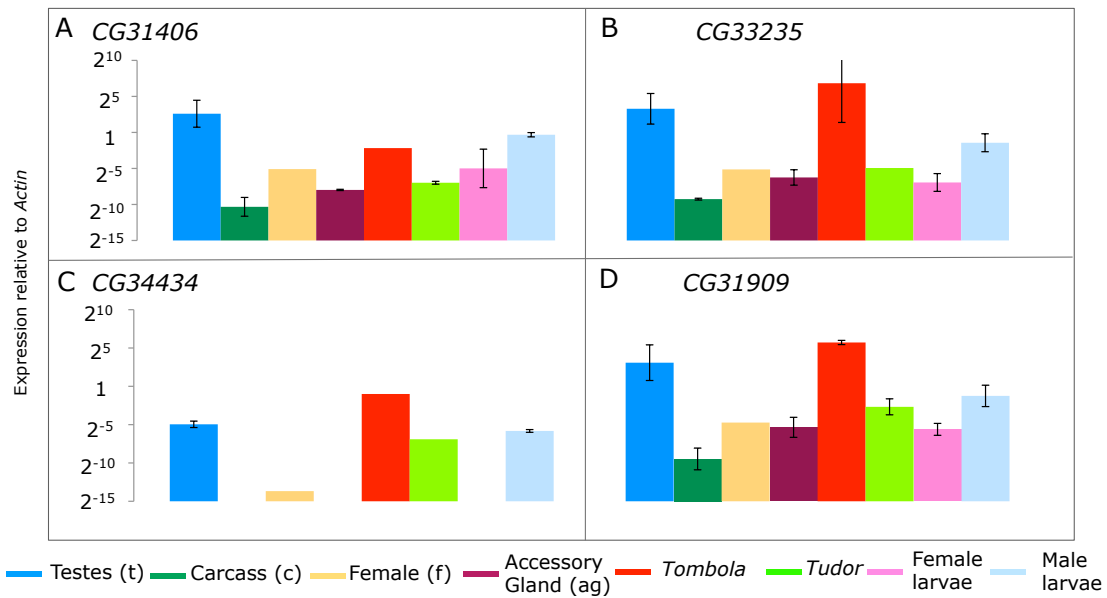 A CG31406
2^10
2^5
1
2^-5
2^-10
2^-15
B CG33235
Expression relative to Actin
C CG34434
2^10
2^5
1
2^-5
2^-10
2^-15
D CG31909
Testes (t)
Carcass (c)
Female (f)
Accessory
Gland (ag)
Tombola
Tudor
Female
larvae
Male
larvae